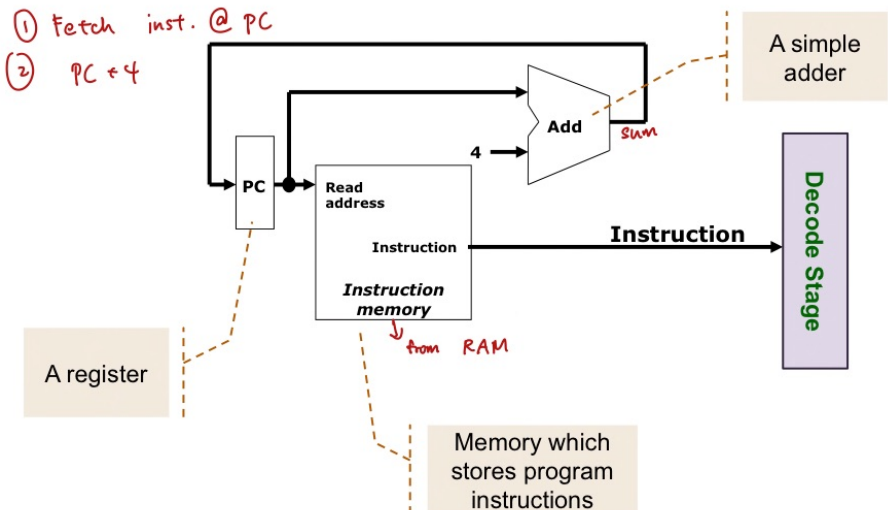 ① Fetch inst. @ PC
② PC + 4
A simple
adder
Add
sum
4
PC
Read
address
Instruction
Instruction
memory
from RAM
Instruction
Decode Stage
A register
Memory which
stores program
instructions